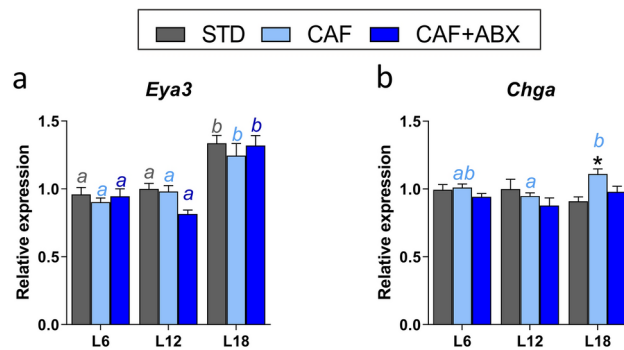 STD CAF CAF+ABX
a
Eya3
b
Chga
Relative expression
1.5
1.0
0.5
0.0
a a a
a a a
b b b
L6 L12 L18
Relative expression
1.5
1.0
0.5
0.0
ab
a
b
*
L6 L12 L18